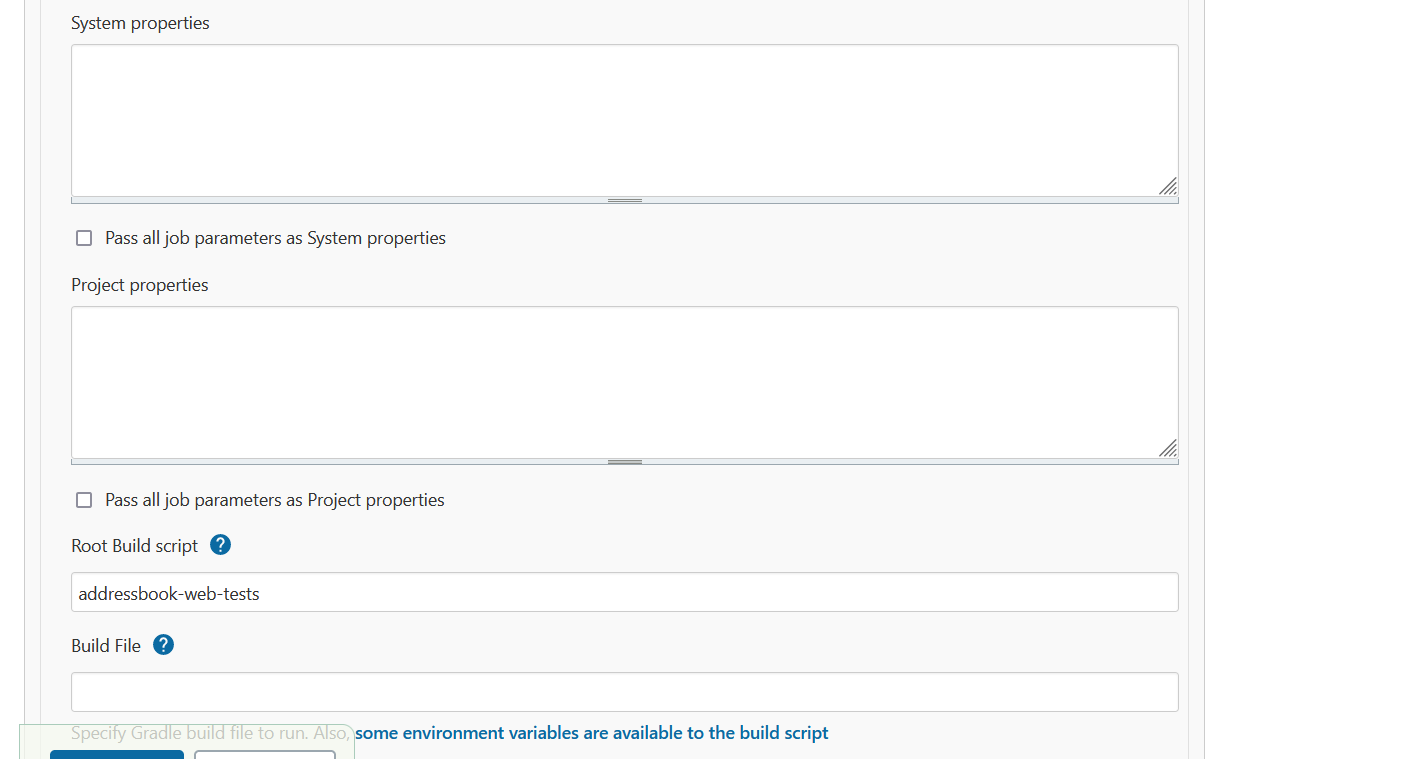 System properties
Pass all job parameters as System properties
Project properties
Pass all job parameters as Project properties
Root Build script ?
addressbook-web-tests
Build File ?
Specify Gradle build file to run. Also, some environment variables are available to the build script